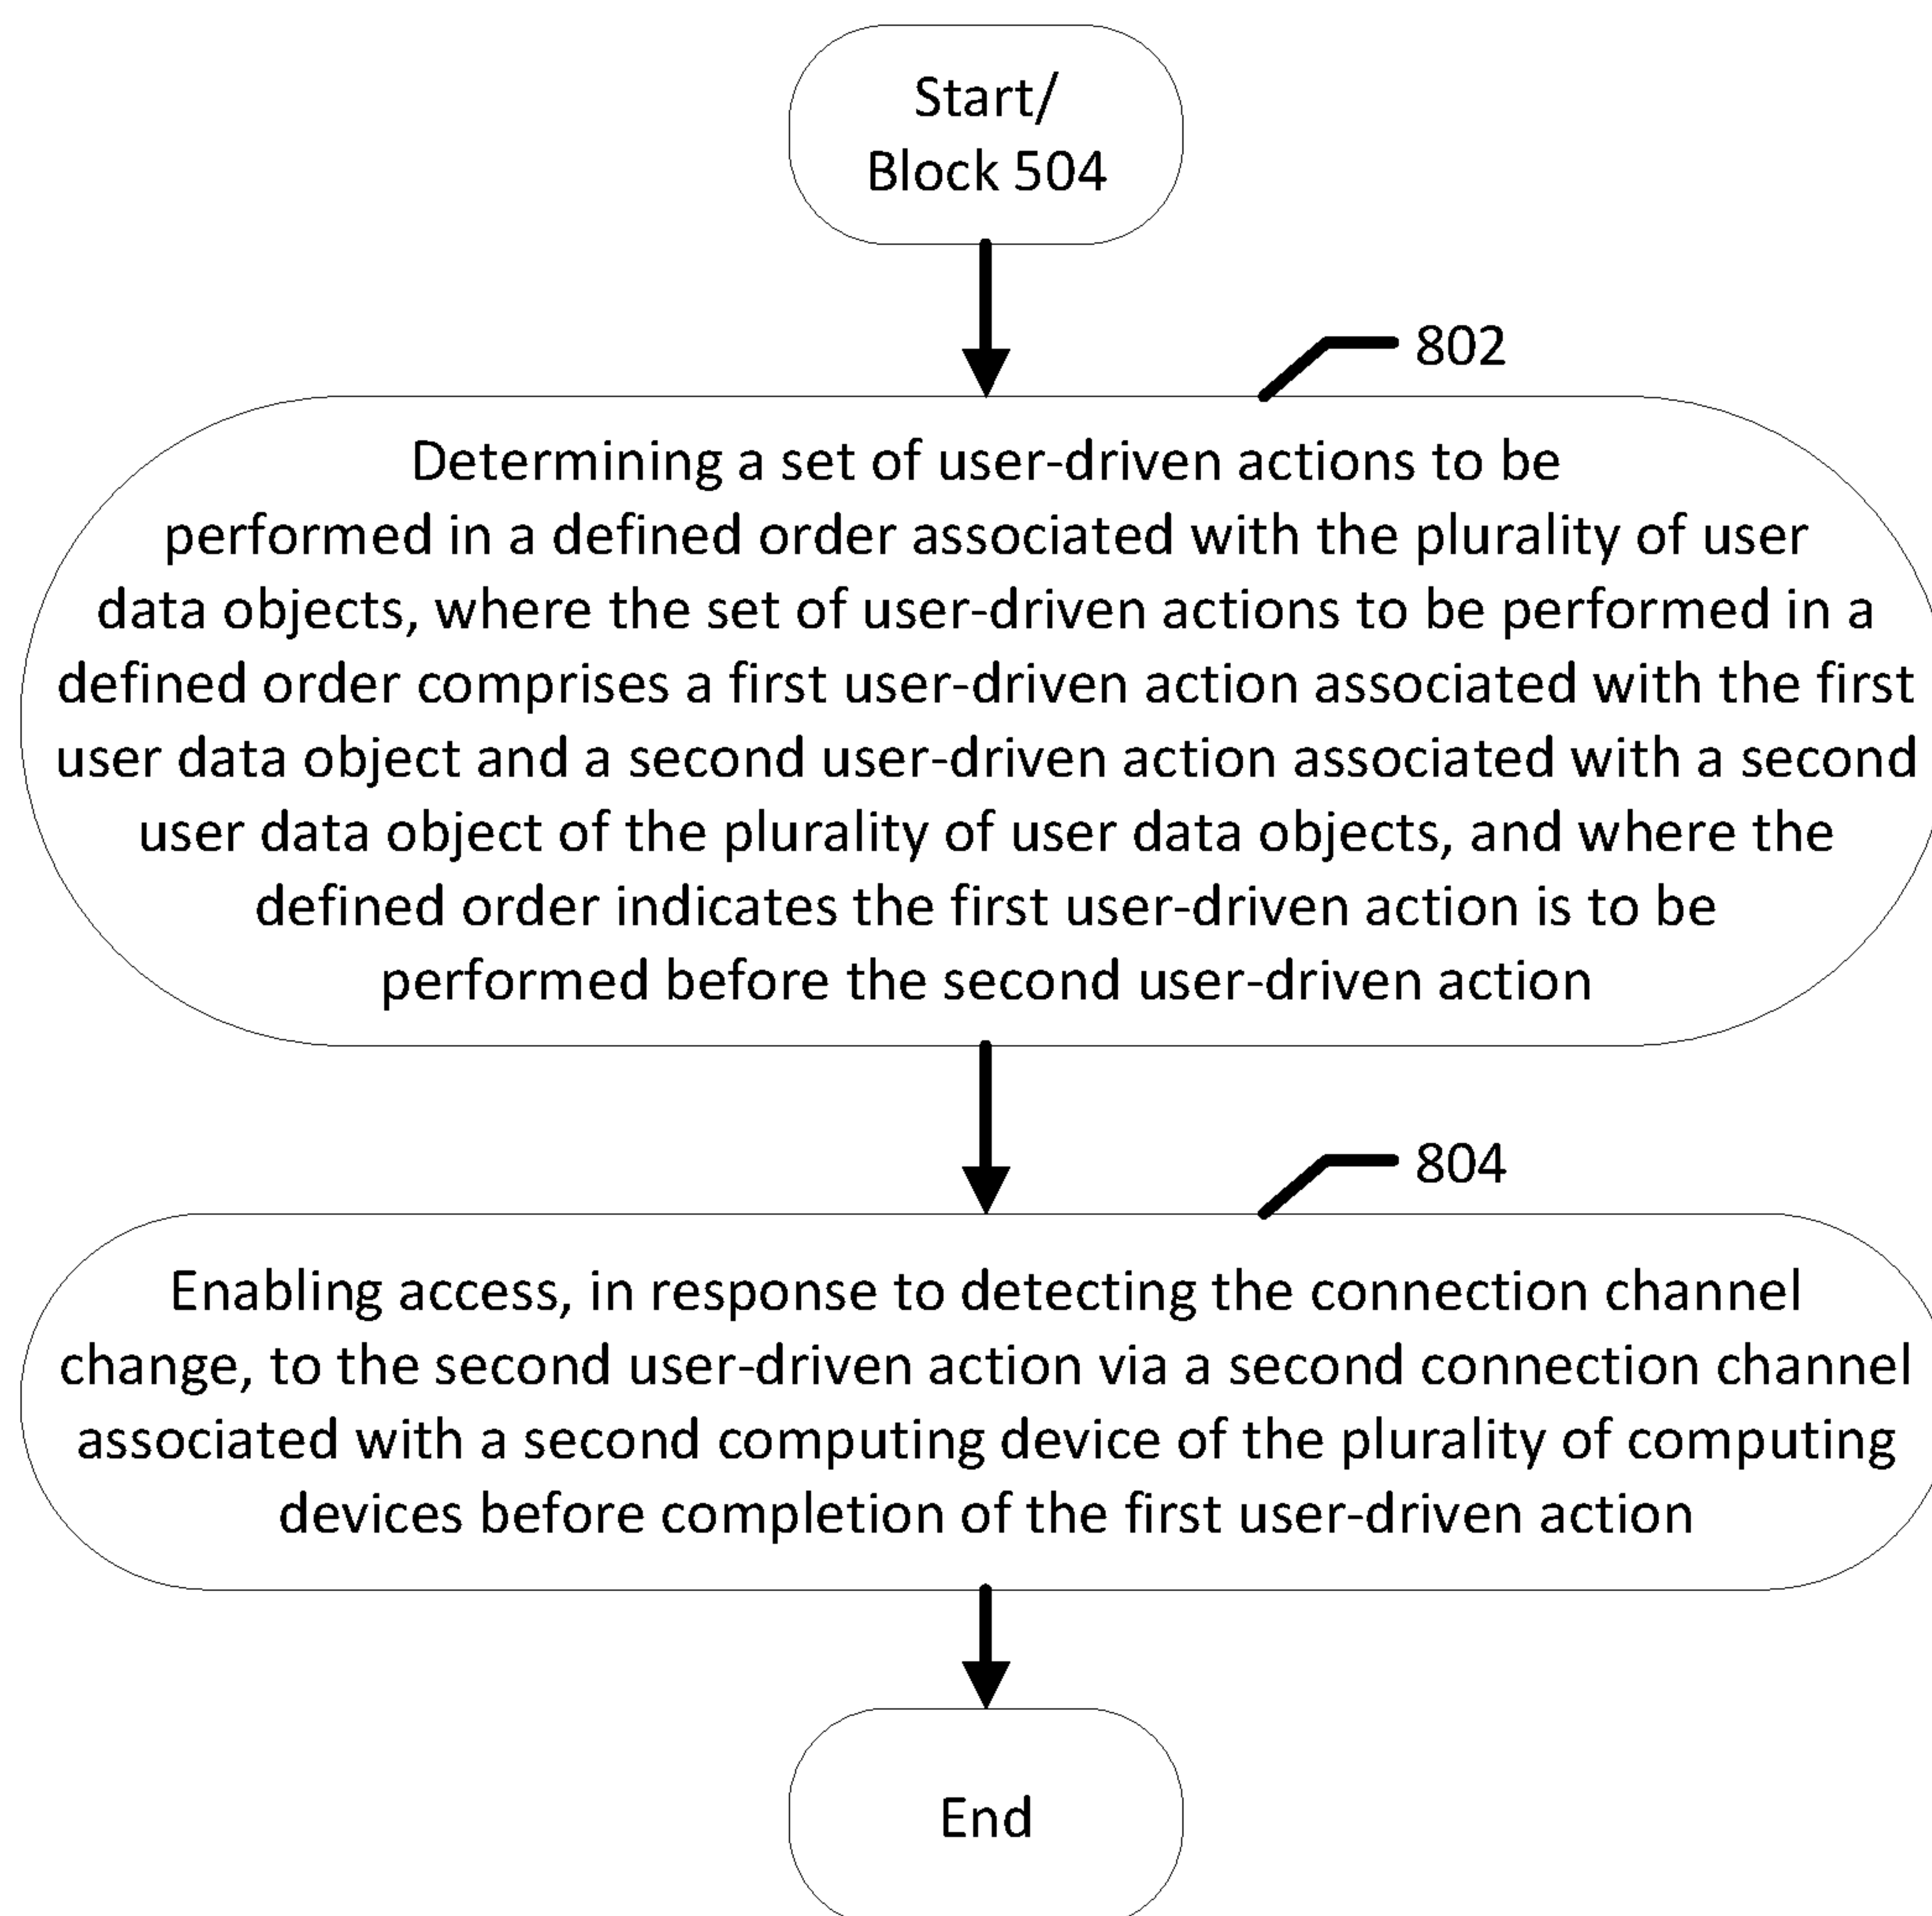 Start/
Block 504
802
Determining a set of user-driven actions to be
performed in a defined order associated with the plurality of user
data objects, where the set of user-driven actions to be performed in a
defined order comprises a first user-driven action associated with the first
user data object and a second user-driven action associated with a second
user data object of the plurality of user data objects, and where the
defined order indicates the first user-driven action is to be
performed before the second user-driven action
804
Enabling access, in response to detecting the connection channel
change, to the second user-driven action via a second connection channel
associated with a second computing device of the plurality of computing
devices before completion of the first user-driven action
End